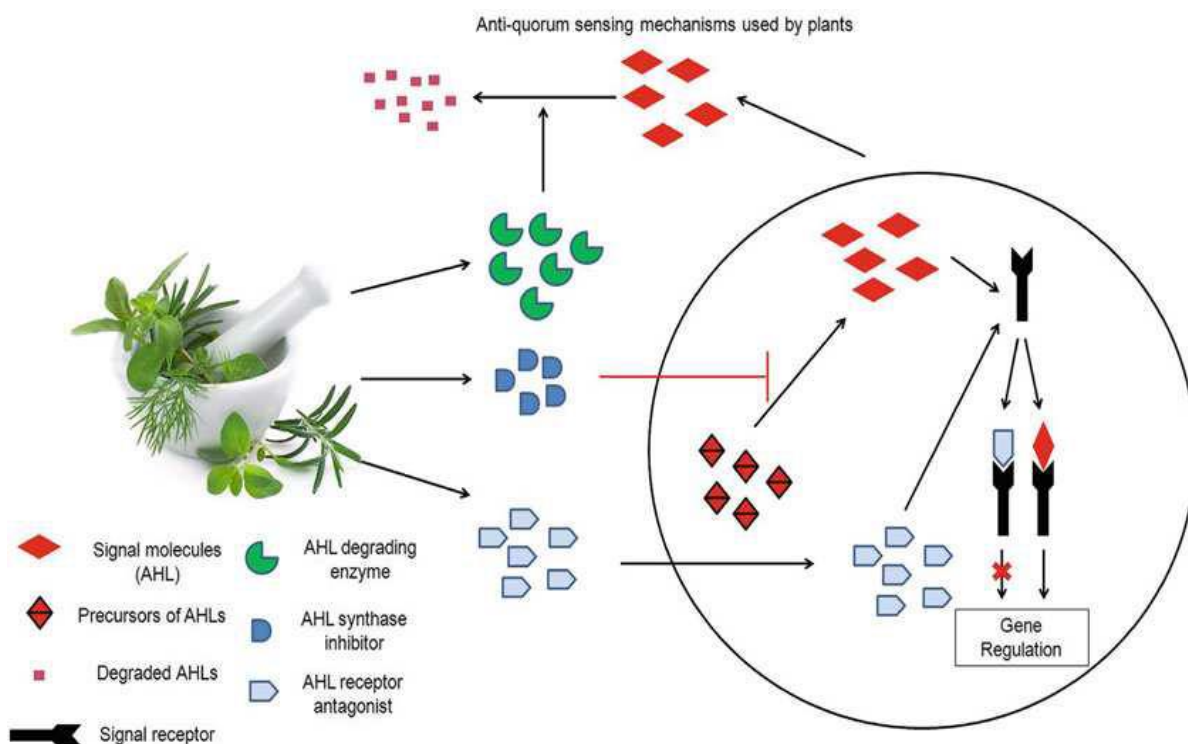 Anti-quorum sensing mechanisms used by plants
Gene
Regulation
Signal molecules
(AHL)
Precursors of AHLs
Degraded AHLs
Signal receptor
AHL degrading
enzyme
AHL synthase
inhibitor
AHL receptor
antagonist